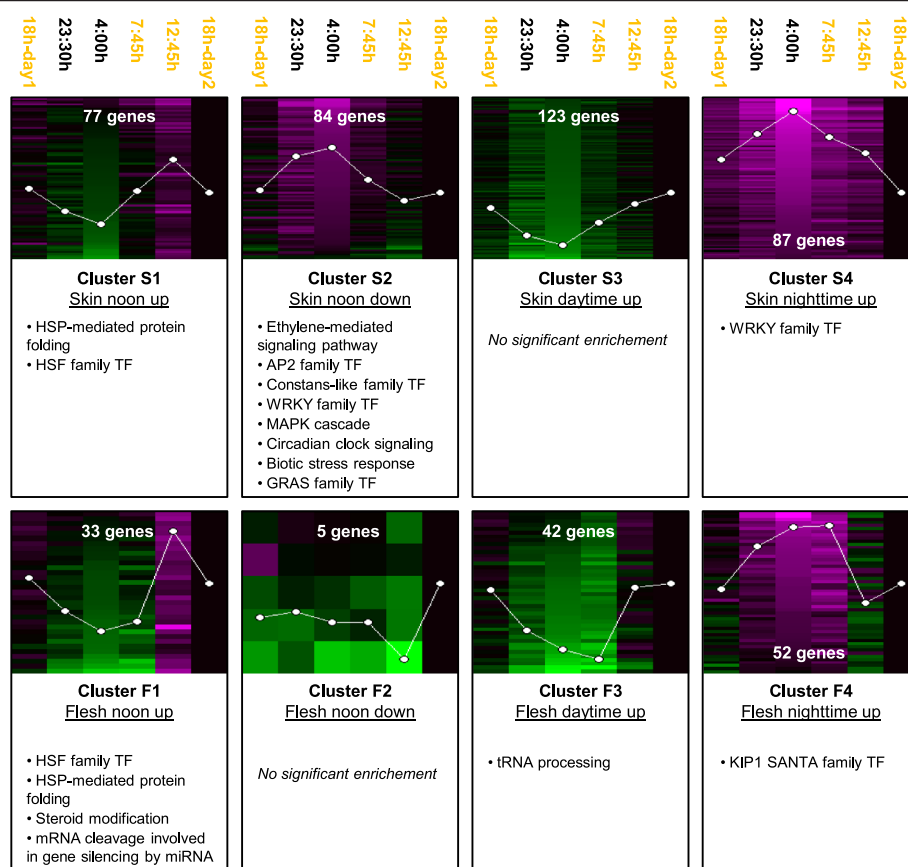 18h-day1 23:30h 4:00h 7:45h 12:45h 18h-day2
18h-day1 23:30h 4:00h 7:45h 12:45h 18h-day2
18h-day1 23:30h 4:00h 7:45h 12:45h 18h-day2
18h-day1 23:30h 4:00h 7:45h 12:45h 18h-day2
77 genes
Cluster S1
Skin noon up
• HSP-mediated protein
folding
• HSF family TF
84 genes
Cluster S2
Skin noon down
• Ethylene-mediated
signaling pathway
• AP2 family TF
• Constans-like family TF
• WRKY family TF
• MAPK cascade
• Circadian clock signaling
• Biotic stress response
• GRAS family TF
123 genes
Cluster S3
Skin daytime up
No significant enrichement
87 genes
Cluster S4
Skin nighttime up
• WRKY family TF
33 genes
Cluster F1
Flesh noon up
• HSF family TF
• HSP-mediated protein
folding
• Steroid modification
• mRNA cleavage involved
in gene silencing by miRNA
5 genes
Cluster F2
Flesh noon down
No significant enrichement
42 genes
Cluster F3
Flesh daytime up
• tRNA processing
52 genes
Cluster F4
Flesh nighttime up
• KIP1 SANTA family TF